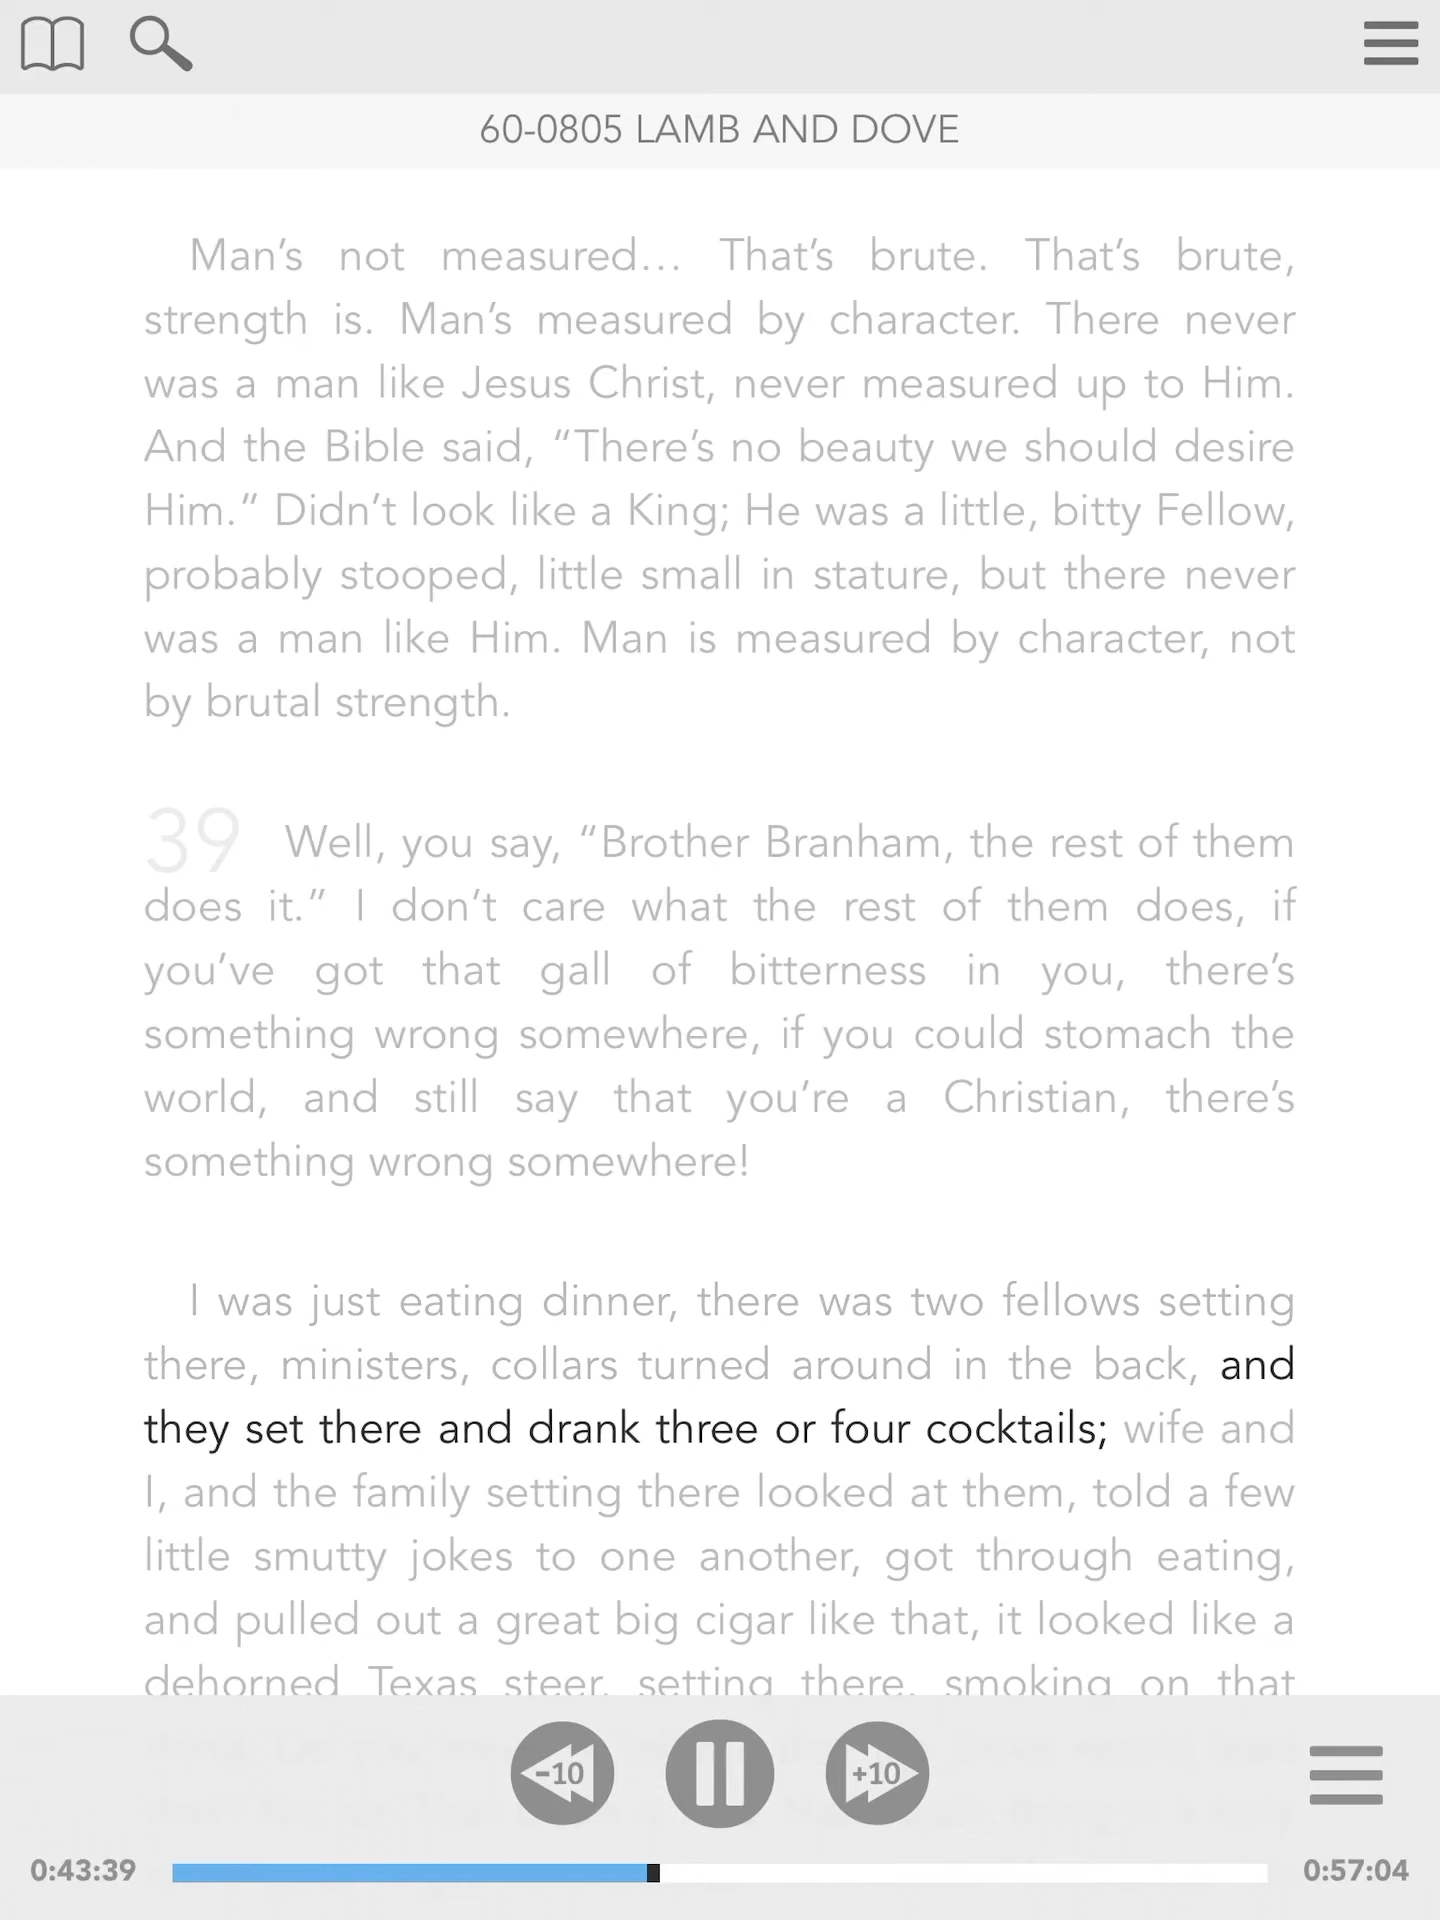 60-0805 LAMB AND DOVE
Man’s not measured… That’s brute. That’s brute,
strength is. Man’s measured by character. There never
was a man like Jesus Christ, never measured up to Him.
And the Bible said, “There’s no beauty we should desire
Him.” Didn’t look like a King; He was a little, bitty Fellow,
probably stooped, little small in stature, but there never
was a man like Him. Man is measured by character, not
by brutal strength.
39 Well, you say, “Brother Branham, the rest of them
does it.” I don’t care what the rest of them does, if
you’ve got that gall of bitterness in you, there’s
something wrong somewhere, if you could stomach the
world, and still say that you’re a Christian, there’s
something wrong somewhere!
I was just eating dinner, there was two fellows setting
there, ministers, collars turned around in the back, and
they set there and drank three or four cocktails; wife and
I, and the family setting there looked at them, told a few
little smutty jokes to one another, got through eating,
and pulled out a great big cigar like that, it looked like a
dehorned Texas steer, setting there, smoking on that
-10 +10
0:43:39 0:57:04